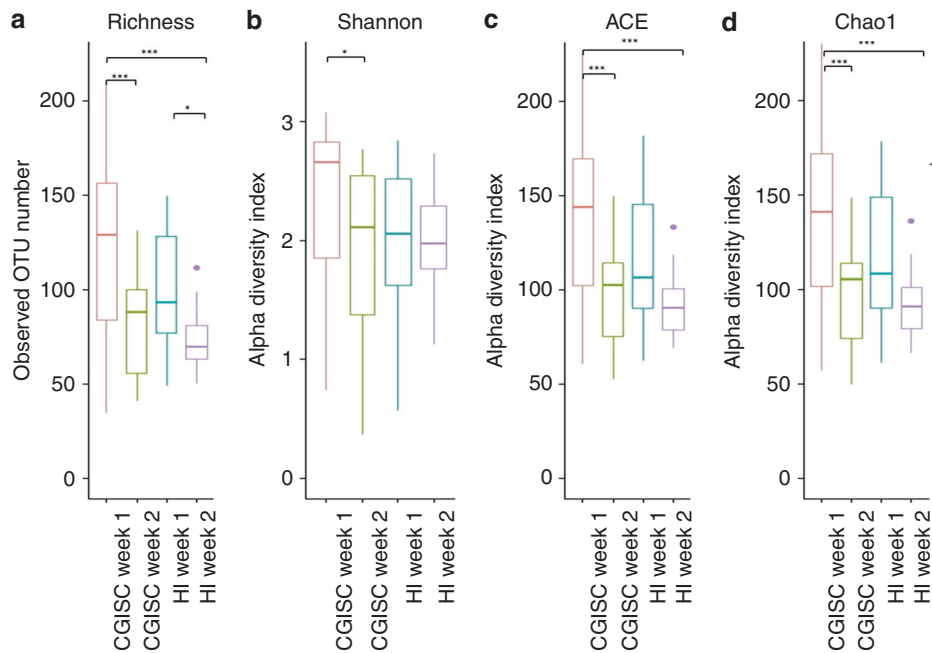 a Richness
Observed OTU number
200
150
100
50
0
***
***
*
CGISC week 1
CGISC week 2
HI week 1
HI week 2
b Shannon
Alpha diversity index
3
2
1
0
*
CGISC week 1
CGISC week 2
HI week 1
HI week 2
c ACE
Alpha diversity index
200
150
100
50
0
***
***
CGISC week 1
CGISC week 2
HI week 1
HI week 2
d Chao1
Alpha diversity index
200
150
100
50
0
***
***
CGISC week 1
CGISC week 2
HI week 1
HI week 2